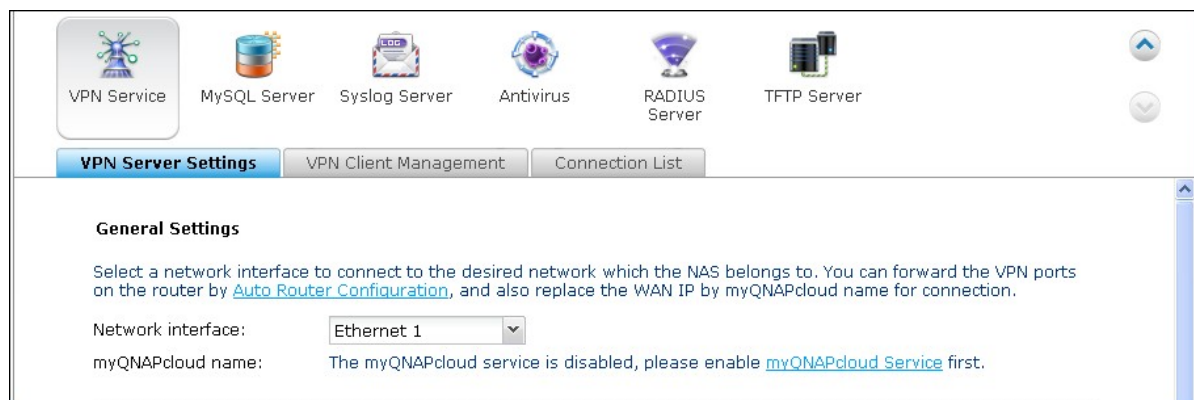 LOG
VPN Service
MySQL Server
Syslog Server
Antivirus
RADIUS
Server
TFTP Server
VPN Server Settings
VPN Client Management
Connection List
General Settings
Select a network interface to connect to the desired network which the NAS belongs to. You can forward the VPN ports
on the router by Auto Router Configuration, and also replace the WAN IP by myQNAPcloud name for connection.
Network interface: Ethernet 1
myQNAPcloud name: The myQNAPcloud service is disabled, please enable myQNAPcloud Service first.